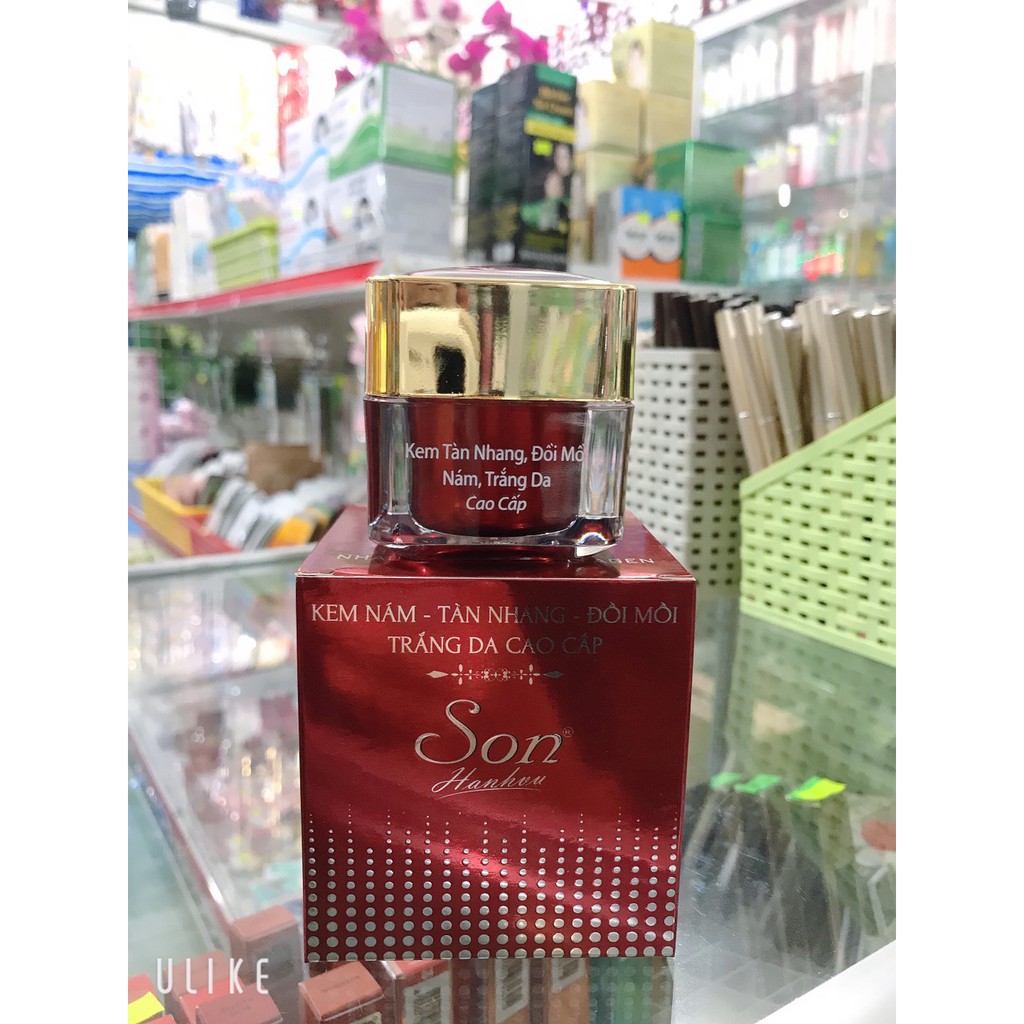 Kem Tàn Nhang, Đồi Mồi
Nám, Trắng Da
Cao Cấp
KEM NÁM - TÀN NHANG - ĐỒI MỒI
TRẮNG DA CAO CẤP
Son®
Hanhvu
ULIKE